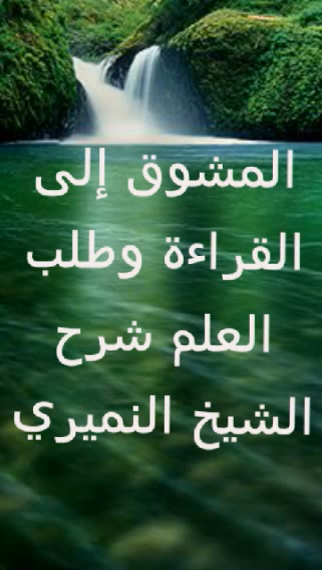 المشوق إلى
القراءة وطلب
العلم شرح
الشيخ النميري